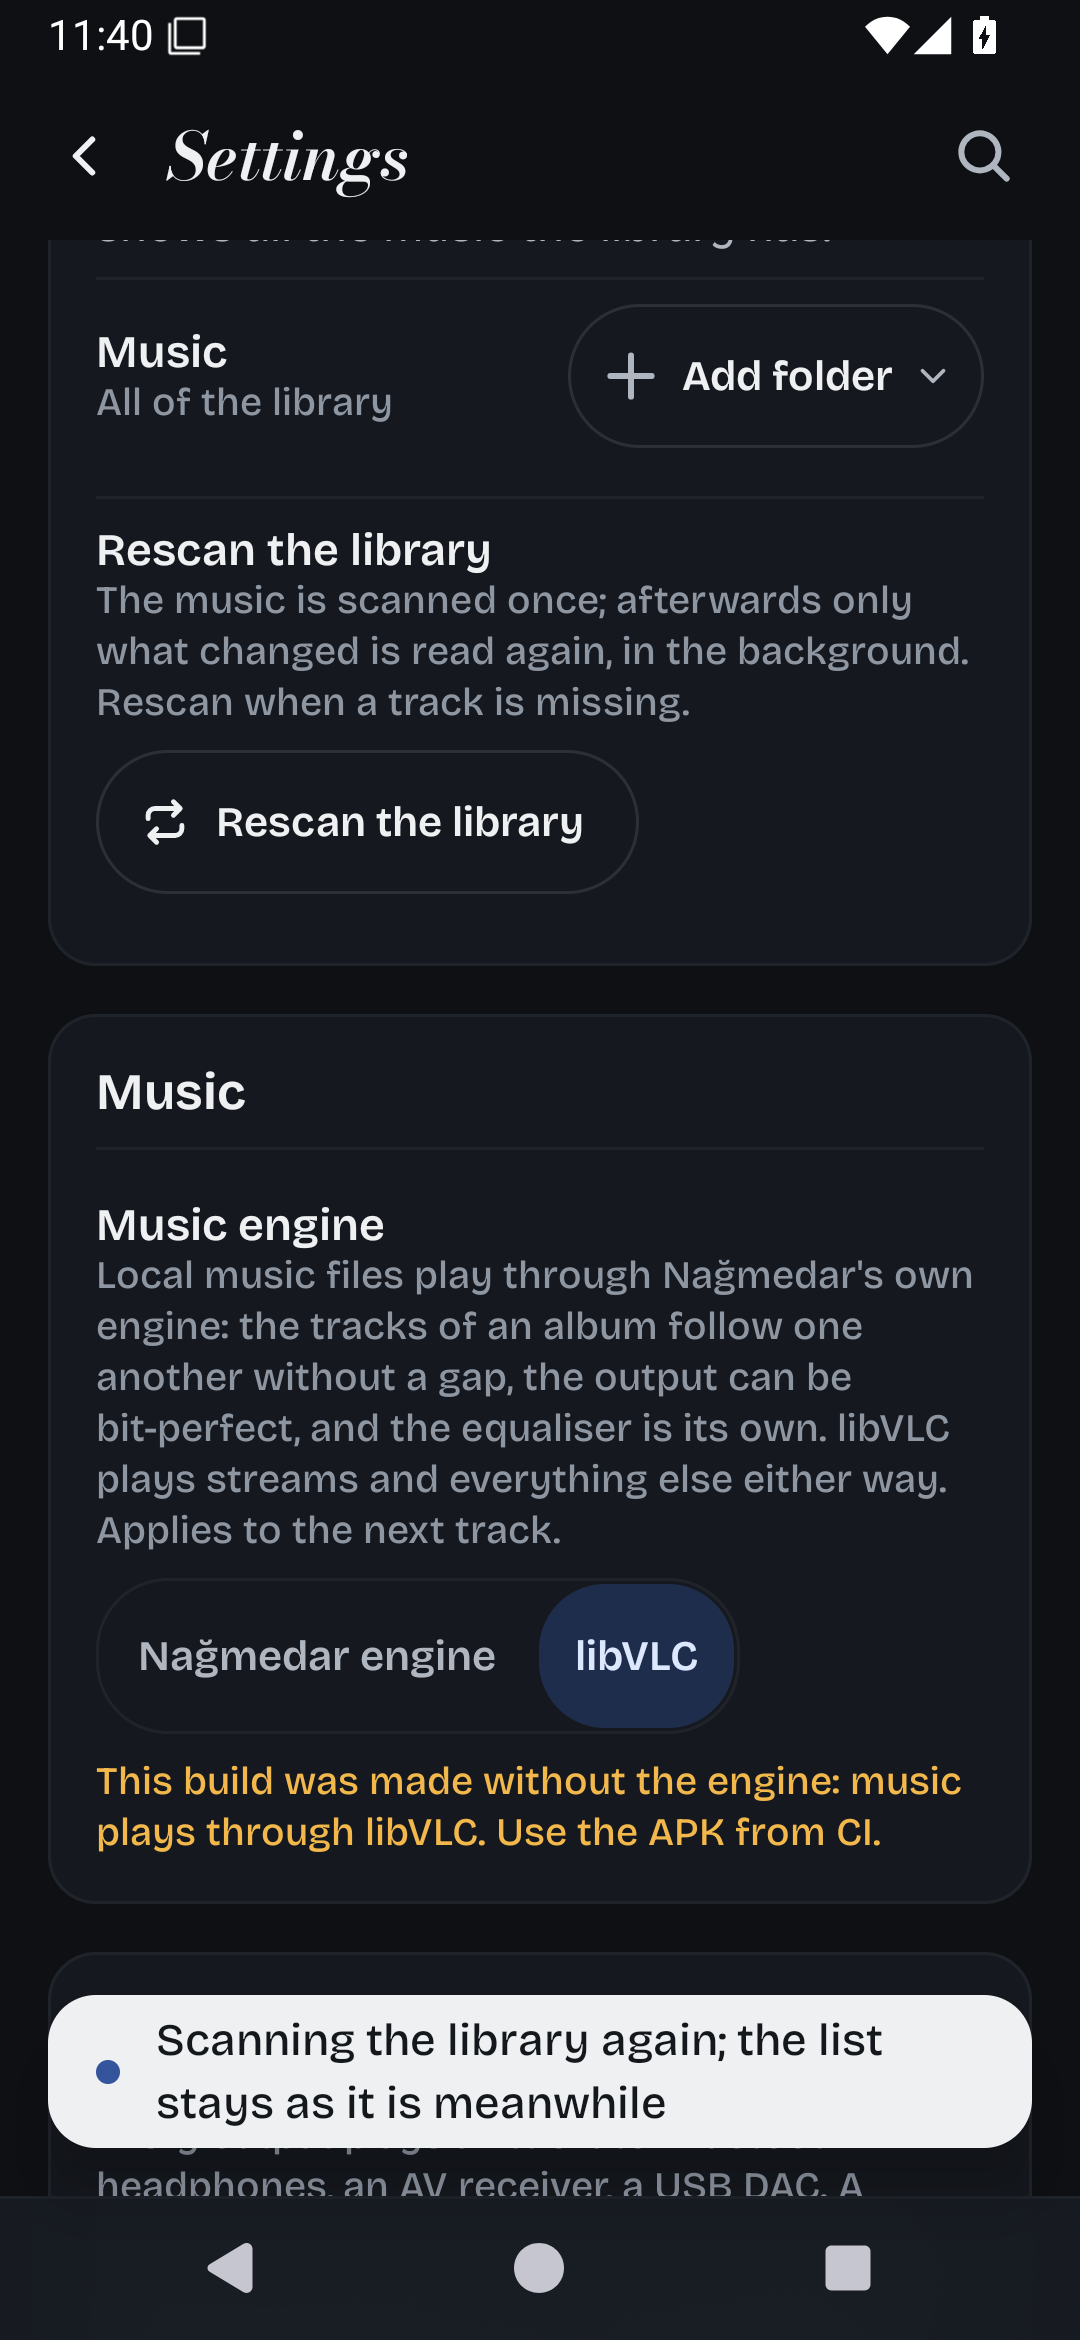 11:40
Settings
Music
All of the library
Add folder
Rescan the library
The music is scanned once; afterwards only
what changed is read again, in the background.
Rescan when a track is missing.
Rescan the library
Music
Music engine
Local music files play through Nağmedar's own
engine: the tracks of an album follow one
another without a gap, the output can be
bit-perfect, and the equaliser is its own. libVLC
plays streams and everything else either way.
Applies to the next track.
Nağmedar engine
libVLC
This build was made without the engine: music
plays through libVLC. Use the APK from CI.
Scanning the library again; the list
stays as it is meanwhile
headphones, an AV receiver, a USB DAC. A